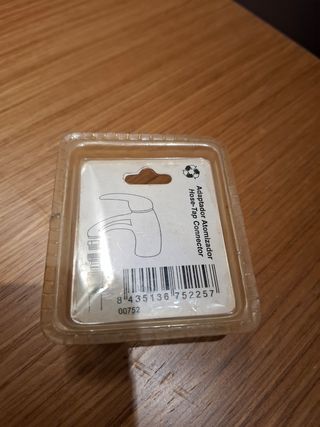 Adaptador Atomizador
Hose-Tap Connector
8 435136 752257
00752